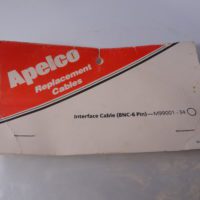 Apelco
Replacement
Cables
Interface Cable (BNC-6 Pin)—M99001 - 34